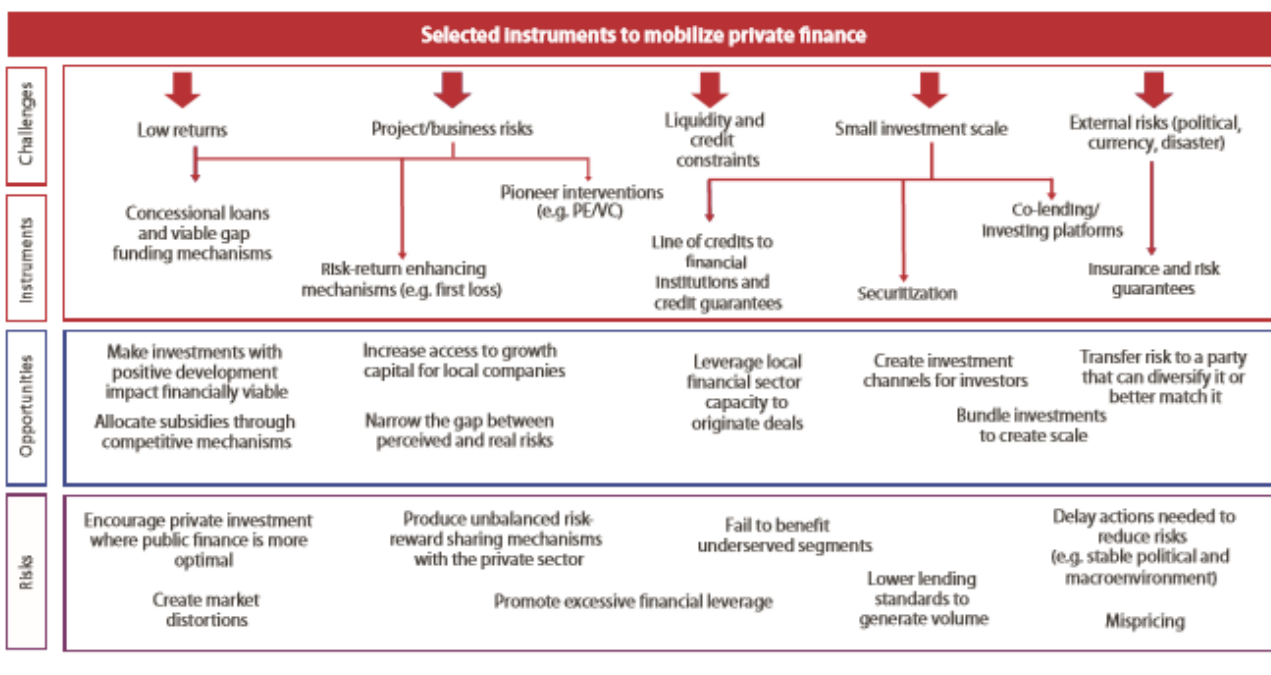 Selected instruments to mobilize private finance
Challenges
Low returns
Project/business risks
Liquidity and
credit
constraints
Small investment scale
External risks (political,
currency, disaster)
Instruments
Concessional loans
and viable gap
funding mechanisms
Risk-return enhancing
mechanisms (e.g. first loss)
Pioneer interventions
(e.g. PE/VC)
Line of credits to
financial
institutions and
credit guarantees
Securitization
Co-lending/
investing platforms
Insurance and risk
guarantees
Opportunities
Make investments with
positive development
impact financially viable
Allocate subsidies through
competitive mechanisms
Increase access to growth
capital for local companies
Narrow the gap between
perceived and real risks
Leverage local
financial sector
capacity to
originate deals
Create investment
channels for investors
Bundle investments
to create scale
Transfer risk to a party
that can diversify it or
better match it
Risks
Encourage private investment
where public finance is more
optimal
Create market
distortions
Produce unbalanced risk-
reward sharing mechanisms
with the private sector
Promote excessive financial leverage
Fail to benefit
underserved segments
Lower lending
standards to
generate volume
Delay actions needed to
reduce risks
(e.g. stable political and
macroenvironment)
Mispricing